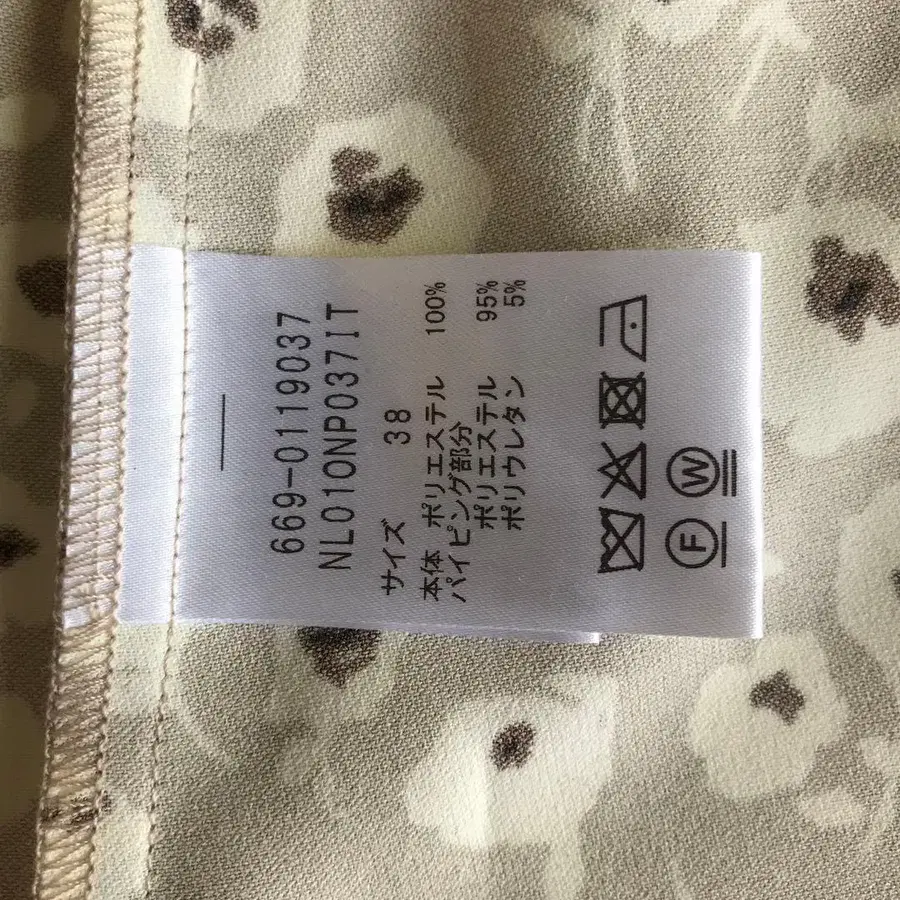 669-0119037
NL01ONP037IT
サイズ 38
本体 ポリエステル 100%
パイピング部分
ポリエステル 95%
ポリウレタン 5%
F W